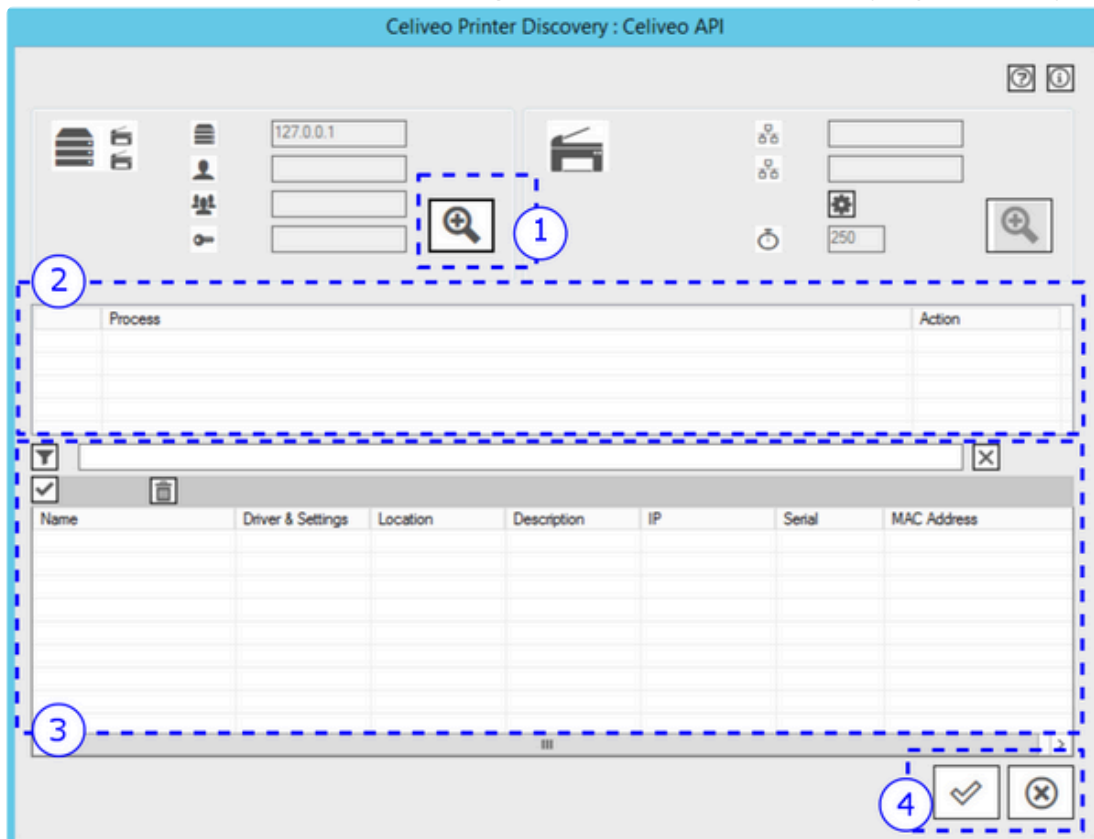 Celiveo Printer Discovery : Celiveo API
127.0.0.1
1
250
2
Process Action
Name Driver & Settings Location Description IP Serial MAC Address
3
4